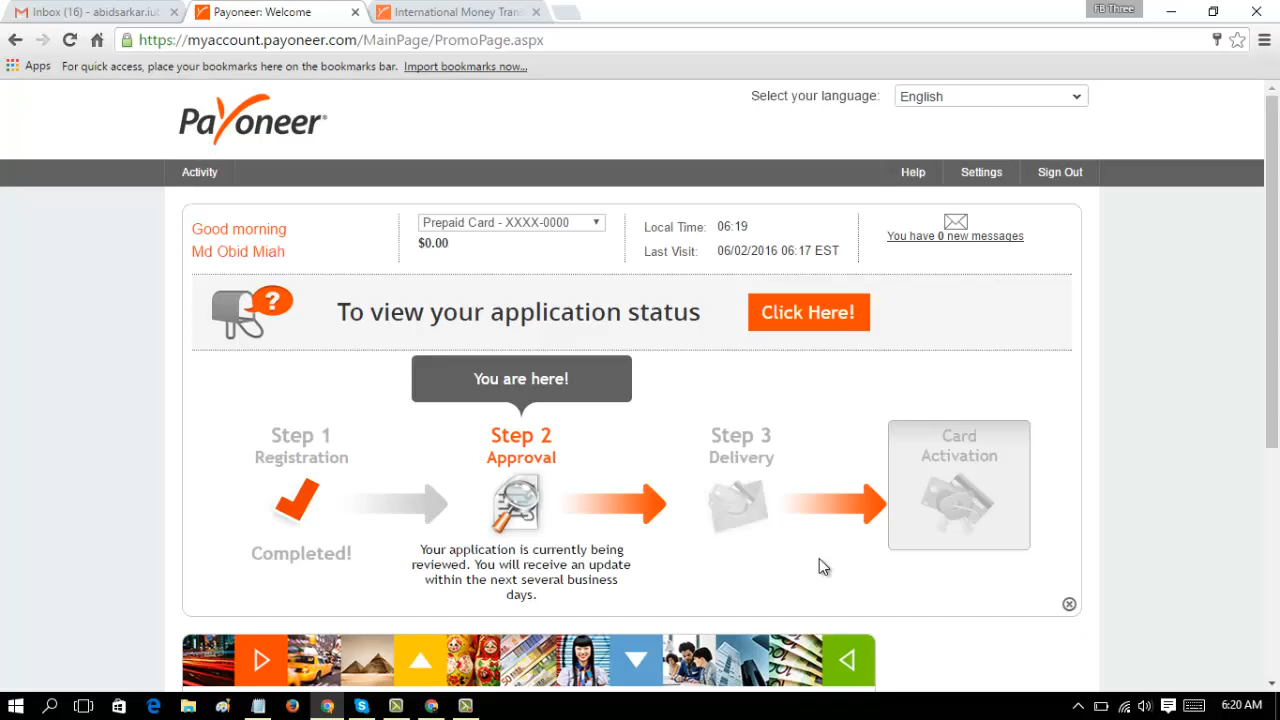 Inbox (16) - abidsarkar.iut
Payoneer: Welcome
International Money Trans
FB Three
https://myaccount.payoneer.com/MainPage/PromoPage.aspx
Apps
For quick access, place your bookmarks here on the bookmarks bar. Import bookmarks now...
Payoneer®
Select your language:
English
Activity
Help
Settings
Sign Out
Good morning
Md Obid Miah
Prepaid Card - XXXX-0000
$0.00
Local Time: 06:19
Last Visit: 06/02/2016 06:17 EST
You have 0 new messages
?
To view your application status
Click Here!
You are here!
Step 1
Registration
Completed!
Step 2
Approval
Your application is currently being
reviewed. You will receive an update
within the next several business
days.
Step 3
Delivery
Card
Activation
6:20 AM